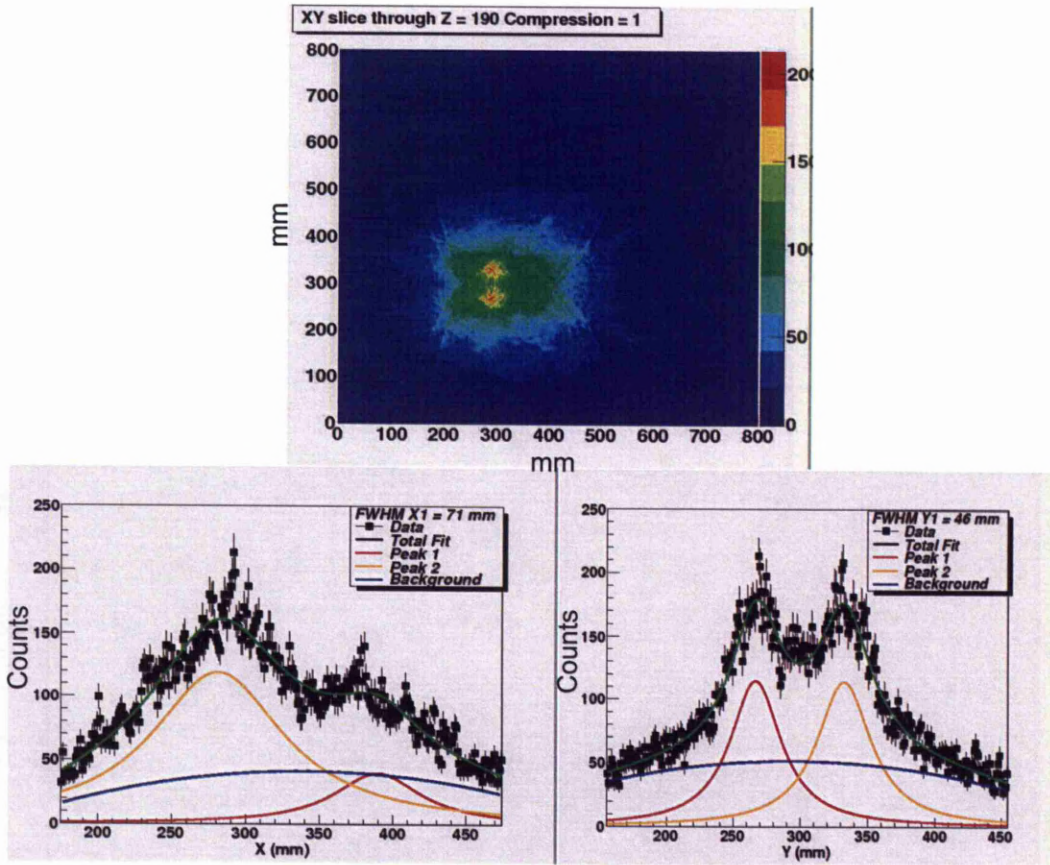 XY slice through Z = 190 Compression = 1
800
700
600
500
400
300
200
100
0
mm
0 100 200 300 400 500 600 700 800
mm
200
150
100
50
0
250
200
150
100
50
0
Counts
FWHM X1 = 71 mm
Data
Total Fit
Peak 1
Peak 2
Background
200 250 300 350 400 450
X (mm)
250
200
150
100
50
0
Counts
FWHM Y1 = 46 mm
Data
Total Fit
Peak 1
Peak 2
Background
200 250 300 350 400 450
Y (mm)